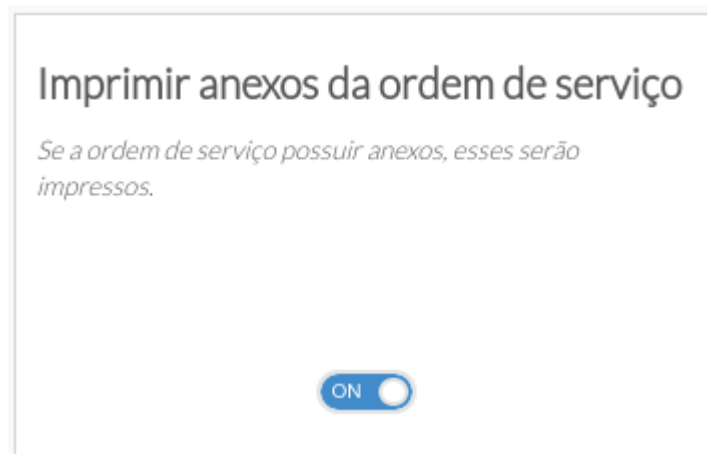 Imprimir anexos da ordem de serviço
Se a ordem de serviço possuir anexos, esses serão
impressos.
ON